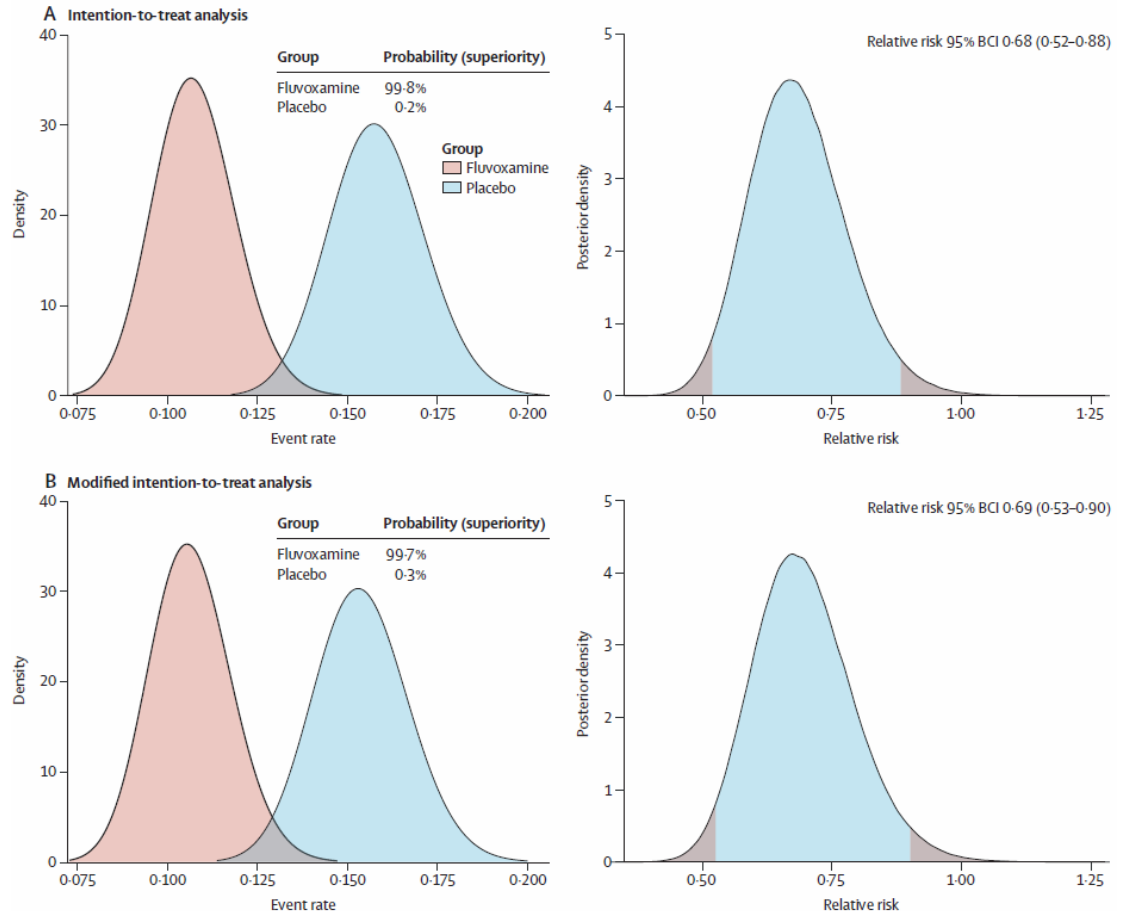 A Intention-to-treat analysis
40
30
20
10
0
Density
Group Probability (superiority)
Fluvoxamine 99·8%
Placebo 0·2%
Group
Fluvoxamine
Placebo
0·075 0·100 0·125 0·150 0·175 0·200
Event rate
Relative risk 95% BCI 0·68 (0·52–0·88)
5
4
3
2
1
0
Posterior density
0·50 0·75 1·00 1·25
Relative risk
B Modified intention-to-treat analysis
40
30
20
10
0
Density
Group Probability (superiority)
Fluvoxamine 99·7%
Placebo 0·3%
0·075 0·100 0·125 0·150 0·175 0·200
Event rate
Relative risk 95% BCI 0·69 (0·53–0·90)
5
4
3
2
1
0
Posterior density
0·50 0·75 1·00 1·25
Relative risk